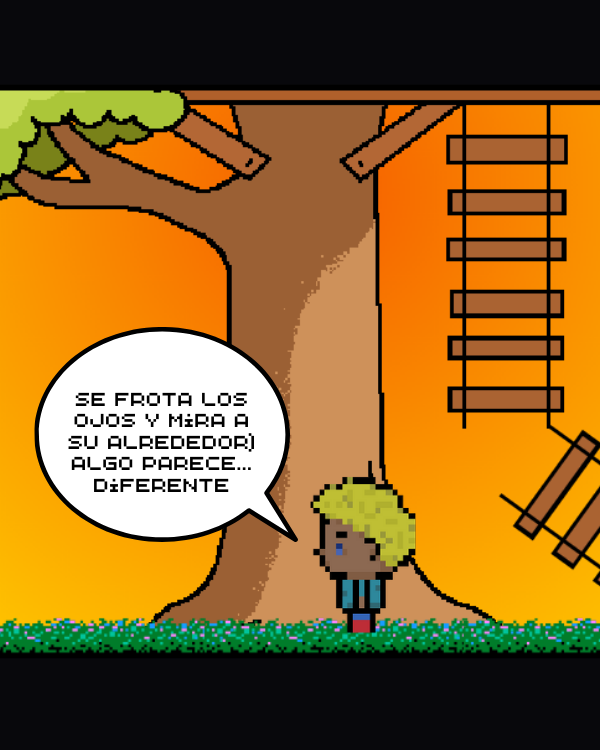 SE FROTA LOS
OJOS Y MiRA A
SU ALREDEDOR)
ALGO PARECE...
DiFERENTE